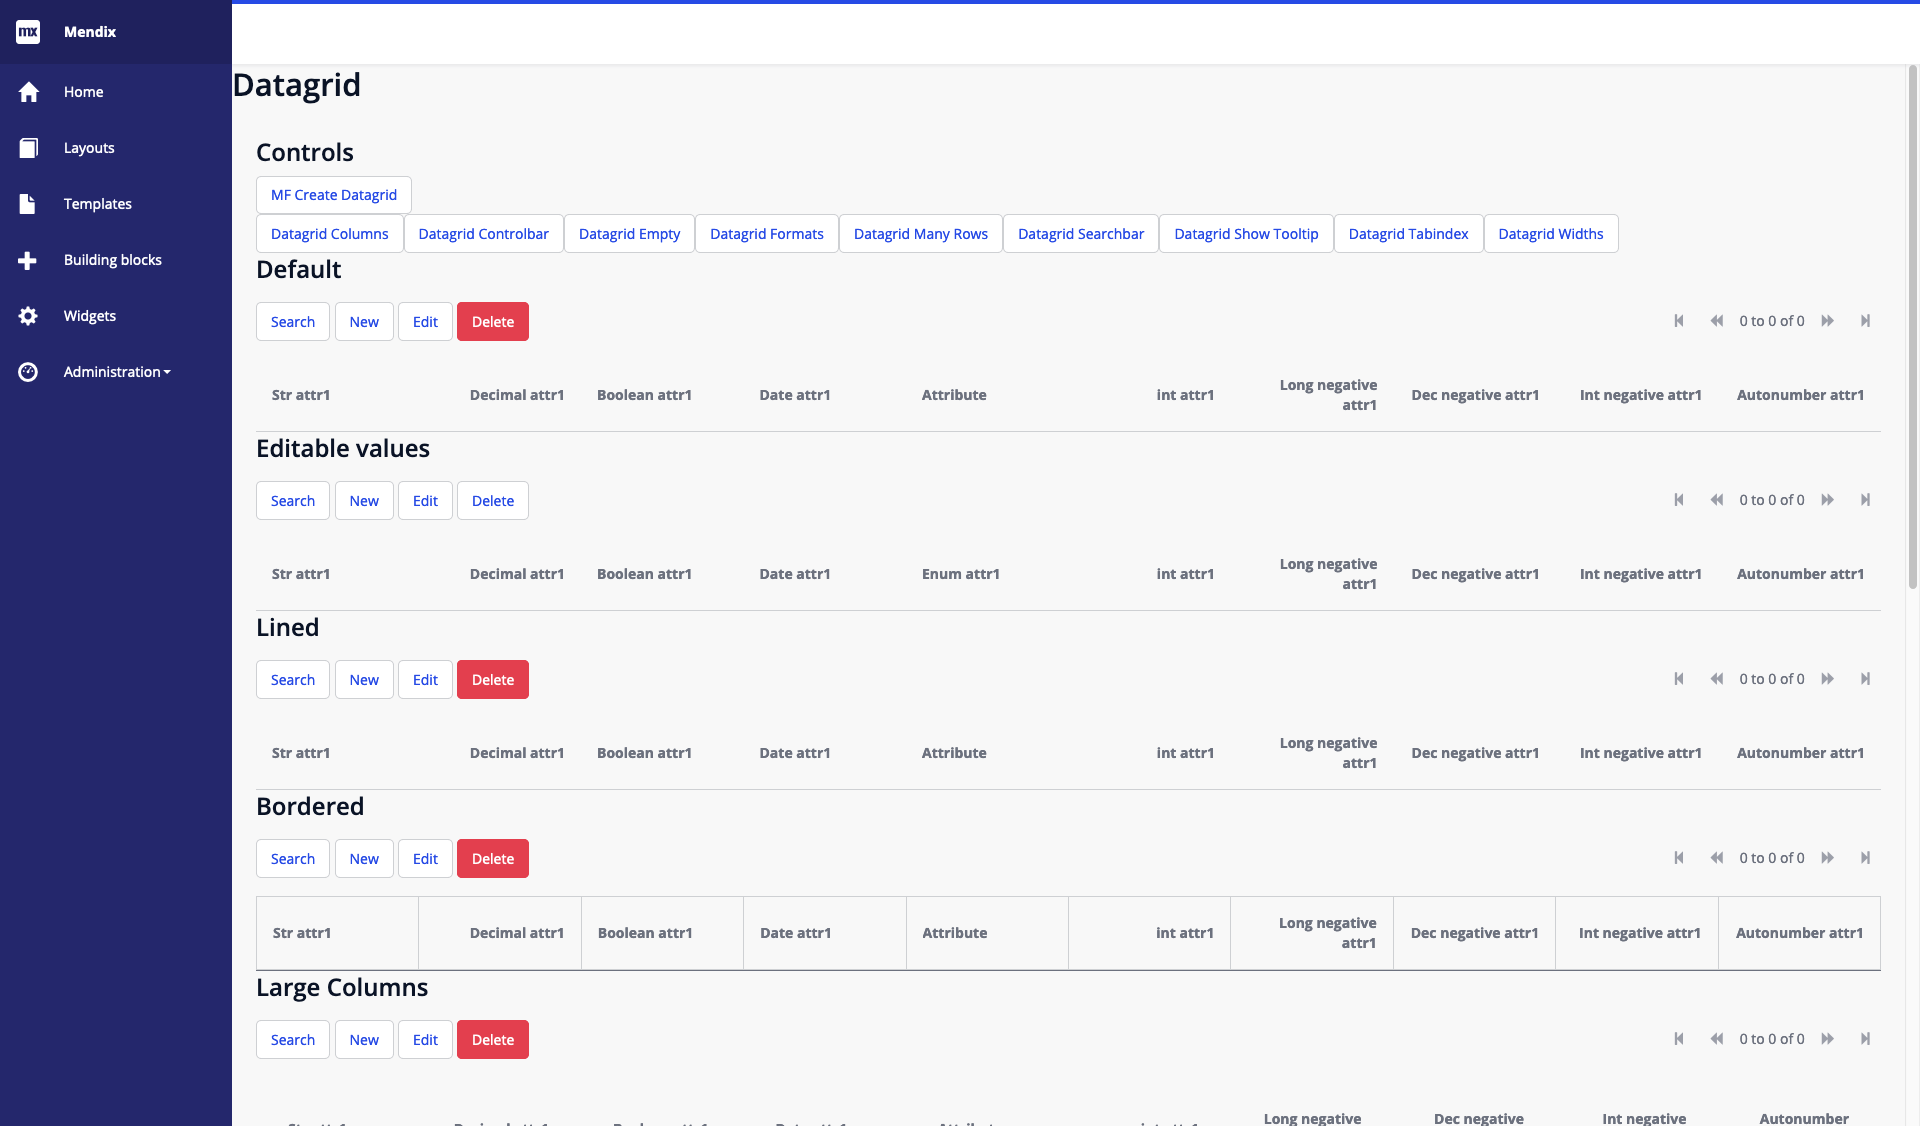 mx Mendix
Home
Layouts
Templates
Building blocks
Widgets
Administration
Datagrid
Controls
MF Create Datagrid
Datagrid Columns Datagrid Controlbar Datagrid Empty Datagrid Formats Datagrid Many Rows Datagrid Searchbar Datagrid Show Tooltip Datagrid Tabindex Datagrid Widths
Default
Search New Edit Delete 0 to 0 of 0
Str attr1 Decimal attr1 Boolean attr1 Date attr1 Attribute int attr1 Long negative attr1 Dec negative attr1 Int negative attr1 Autonumber attr1
Editable values
Search New Edit Delete 0 to 0 of 0
Str attr1 Decimal attr1 Boolean attr1 Date attr1 Enum attr1 int attr1 Long negative attr1 Dec negative attr1 Int negative attr1 Autonumber attr1
Lined
Search New Edit Delete 0 to 0 of 0
Str attr1 Decimal attr1 Boolean attr1 Date attr1 Attribute int attr1 Long negative attr1 Dec negative attr1 Int negative attr1 Autonumber attr1
Bordered
Search New Edit Delete 0 to 0 of 0
Str attr1 Decimal attr1 Boolean attr1 Date attr1 Attribute int attr1 Long negative attr1 Dec negative attr1 Int negative attr1 Autonumber attr1
Large Columns
Search New Edit Delete 0 to 0 of 0
Long negative Dec negative Int negative Autonumber